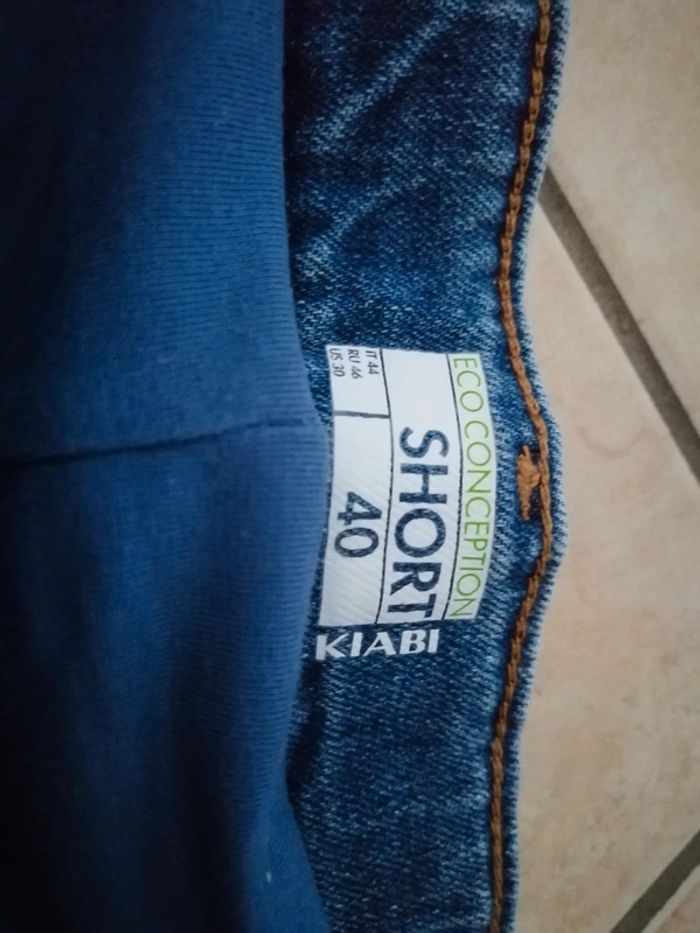 ECO CONCEPTION
SHORT
IT 44
RU 46
US 30
40
KIABI